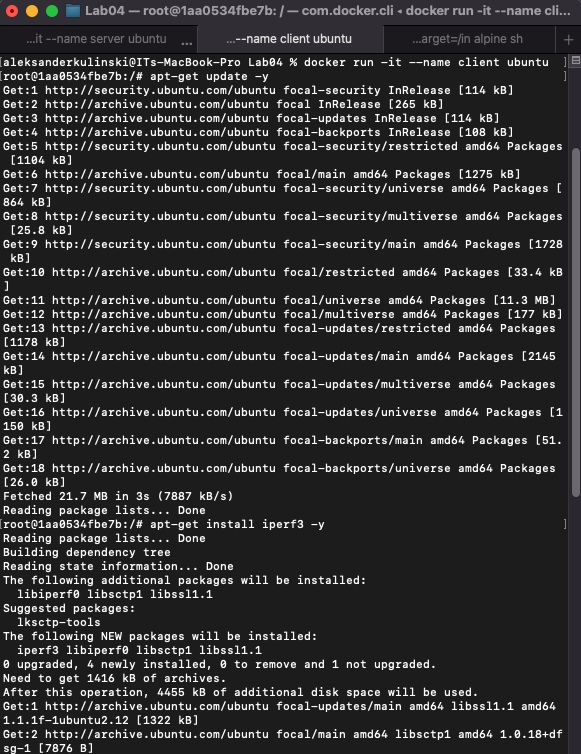 Lab04 — root@1aa0534fbe7b: / — com.docker.cli ◂ docker run -it --name cli...
...it --name server ubuntu ...
...--name client ubuntu
...arget=/in alpine sh
+
[aleksanderkulinski@ITs-MacBook-Pro Lab04 % docker run -it --name client ubuntu ]
[root@1aa0534fbe7b:/# apt-get update -y ]
Get:1 http://security.ubuntu.com/ubuntu focal-security InRelease [114 kB]
Get:2 http://archive.ubuntu.com/ubuntu focal InRelease [265 kB]
Get:3 http://archive.ubuntu.com/ubuntu focal-updates InRelease [114 kB]
Get:4 http://archive.ubuntu.com/ubuntu focal-backports InRelease [108 kB]
Get:5 http://security.ubuntu.com/ubuntu focal-security/restricted amd64 Packages
 [1104 kB]
Get:6 http://archive.ubuntu.com/ubuntu focal/main amd64 Packages [1275 kB]
Get:7 http://security.ubuntu.com/ubuntu focal-security/universe amd64 Packages [
864 kB]
Get:8 http://security.ubuntu.com/ubuntu focal-security/multiverse amd64 Packages
 [25.8 kB]
Get:9 http://security.ubuntu.com/ubuntu focal-security/main amd64 Packages [1728
 kB]
Get:10 http://archive.ubuntu.com/ubuntu focal/restricted amd64 Packages [33.4 kB
]
Get:11 http://archive.ubuntu.com/ubuntu focal/universe amd64 Packages [11.3 MB]
Get:12 http://archive.ubuntu.com/ubuntu focal/multiverse amd64 Packages [177 kB]
Get:13 http://archive.ubuntu.com/ubuntu focal-updates/restricted amd64 Packages
[1178 kB]
Get:14 http://archive.ubuntu.com/ubuntu focal-updates/main amd64 Packages [2145
kB]
Get:15 http://archive.ubuntu.com/ubuntu focal-updates/multiverse amd64 Packages
[30.3 kB]
Get:16 http://archive.ubuntu.com/ubuntu focal-updates/universe amd64 Packages [1
150 kB]
Get:17 http://archive.ubuntu.com/ubuntu focal-backports/main amd64 Packages [51.
2 kB]
Get:18 http://archive.ubuntu.com/ubuntu focal-backports/universe amd64 Packages
[26.0 kB]
Fetched 21.7 MB in 3s (7887 kB/s)
Reading package lists... Done
[root@1aa0534fbe7b:/# apt-get install iperf3 -y ]
Reading package lists... Done
Building dependency tree
Reading state information... Done
The following additional packages will be installed:
  libiperf0 libsctp1 libssl1.1
Suggested packages:
  lksctp-tools
The following NEW packages will be installed:
  iperf3 libiperf0 libsctp1 libssl1.1
0 upgraded, 4 newly installed, 0 to remove and 1 not upgraded.
Need to get 1416 kB of archives.
After this operation, 4455 kB of additional disk space will be used.
Get:1 http://archive.ubuntu.com/ubuntu focal-updates/main amd64 libssl1.1 amd64
1.1.1f-1ubuntu2.12 [1322 kB]
Get:2 http://archive.ubuntu.com/ubuntu focal/main amd64 libsctp1 amd64 1.0.18+df
sg-1 [7876 B]